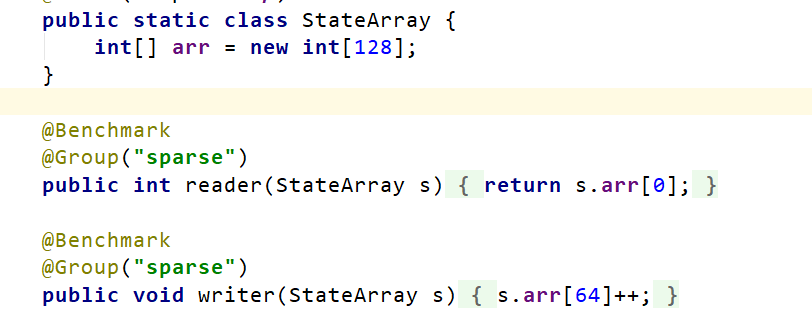 public static class StateArray {
    int[] arr = new int[128];
}
@Benchmark
@Group("sparse")
public int reader(StateArray s) { return s.arr[0]; }
@Benchmark
@Group("sparse")
public void writer(StateArray s) { s.arr[64]++; }